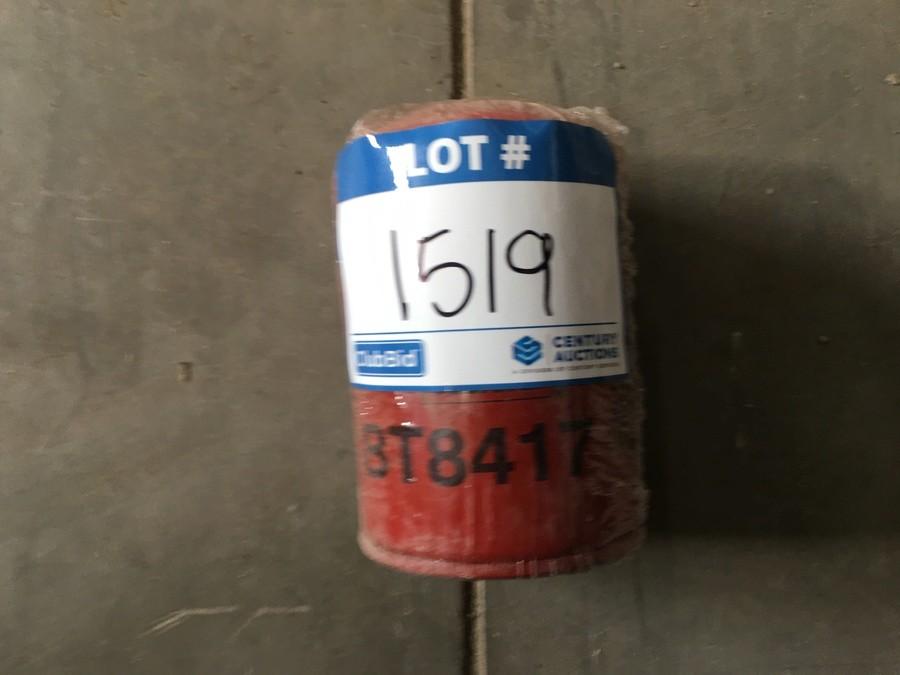 LOT #
1519
ClubBid
CENTURY
AUCTIONS
BT8417